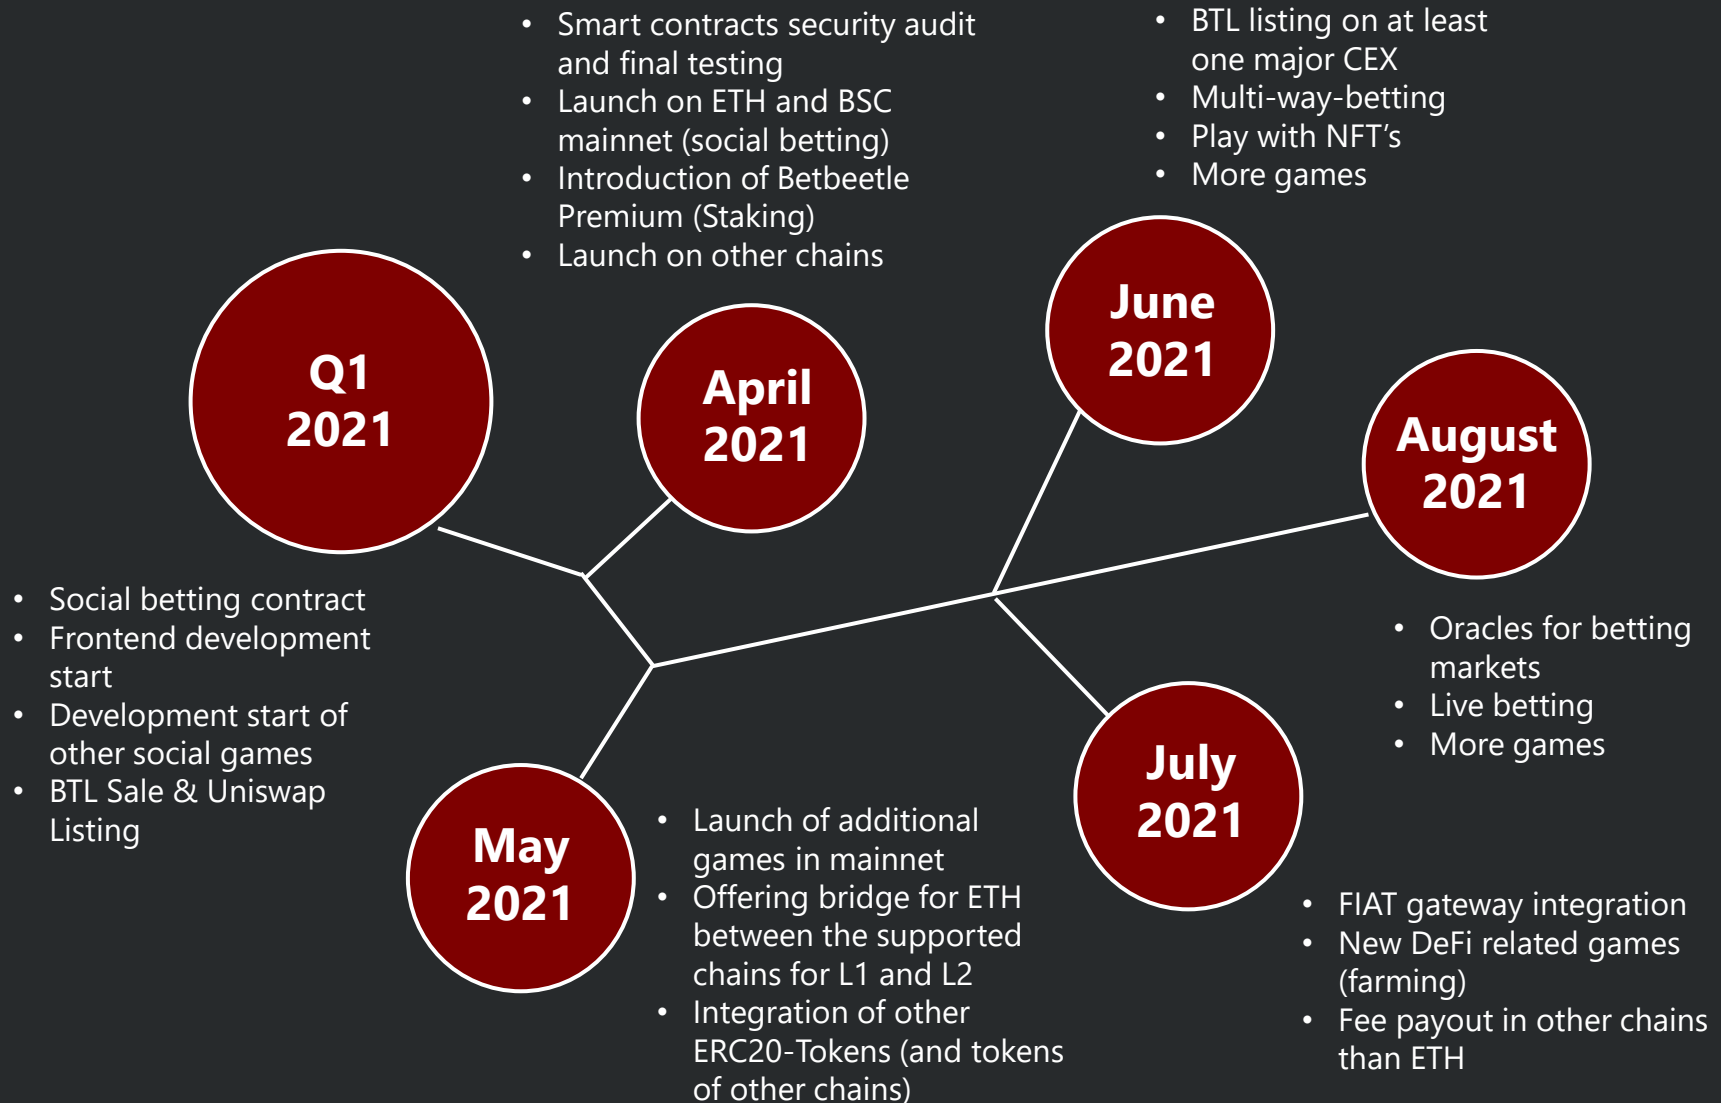 Q1
2021
• Social betting contract
• Frontend development
start
• Development start of
other social games
• BTL Sale & Uniswap
Listing
• Smart contracts security audit
and final testing
• Launch on ETH and BSC
mainnet (social betting)
• Introduction of Betbeetle
Premium (Staking)
• Launch on other chains
April
2021
May
2021
• Launch of additional
games in mainnet
• Offering bridge for ETH
between the supported
chains for L1 and L2
• Integration of other
ERC20-Tokens (and tokens
of other chains)
• BTL listing on at least
one major CEX
• Multi-way-betting
• Play with NFT’s
• More games
June
2021
July
2021
• FIAT gateway integration
• New DeFi related games
(farming)
• Fee payout in other chains
than ETH
August
2021
• Oracles for betting
markets
• Live betting
• More games